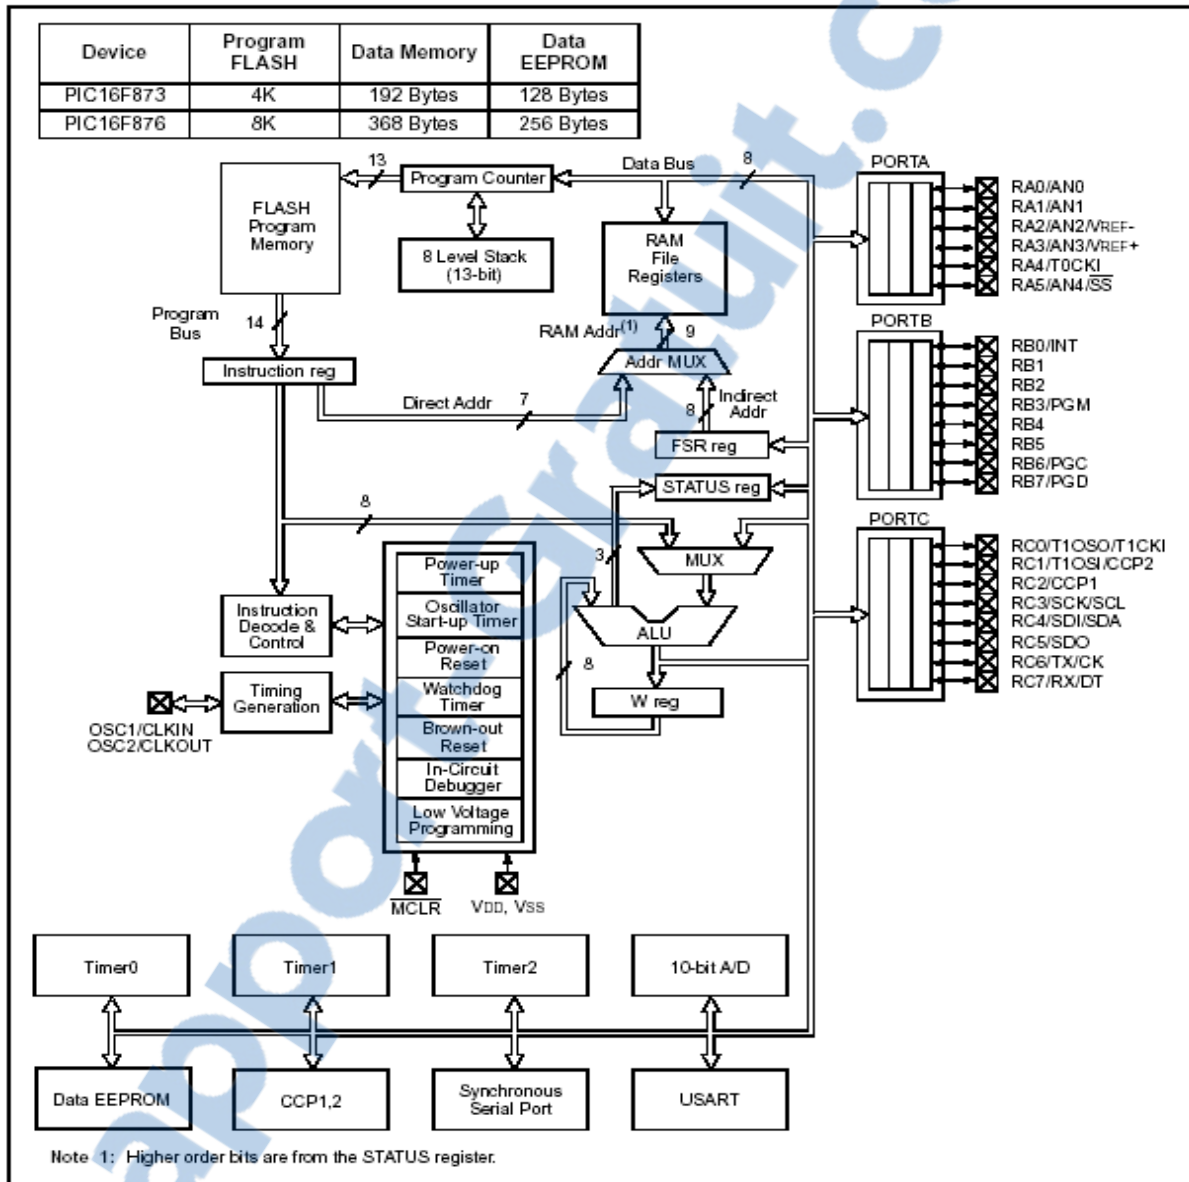 Device Program FLASH Data Memory Data EEPROM
PIC16F873 4K 192 Bytes 128 Bytes
PIC16F876 8K 368 Bytes 256 Bytes
FLASH
Program
Memory
13
Program Counter
Data Bus
8
8 Level Stack
(13-bit)
RAM
File
Registers
Program
Bus
14
RAM Addr(1)
9
Addr MUX
Instruction reg
Direct Addr
7
8
Indirect
Addr
FSR reg
STATUS reg
8
3
MUX
ALU
8
W reg
Power-up
Timer
Oscillator
Start-up Timer
Power-on
Reset
Watchdog
Timer
Brown-out
Reset
In-Circuit
Debugger
Low Voltage
Programming
Instruction
Decode &
Control
Timing
Generation
OSC1/CLKIN
OSC2/CLKOUT
MCLR
VDD, VSS
PORTA
RA0/AN0
RA1/AN1
RA2/AN2/VREF-
RA3/AN3/VREF+
RA4/T0CKI
RA5/AN4/SS
PORTB
RB0/INT
RB1
RB2
RB3/PGM
RB4
RB5
RB6/PGC
RB7/PGD
PORTC
RC0/T1OSO/T1CKI
RC1/T1OSI/CCP2
RC2/CCP1
RC3/SCK/SCL
RC4/SDI/SDA
RC5/SDO
RC6/TX/CK
RC7/RX/DT
Timer0
Timer1
Timer2
10-bit A/D
Data EEPROM
CCP1,2
Synchronous
Serial Port
USART
Note 1: Higher order bits are from the STATUS register.
apport-Gratuit.co